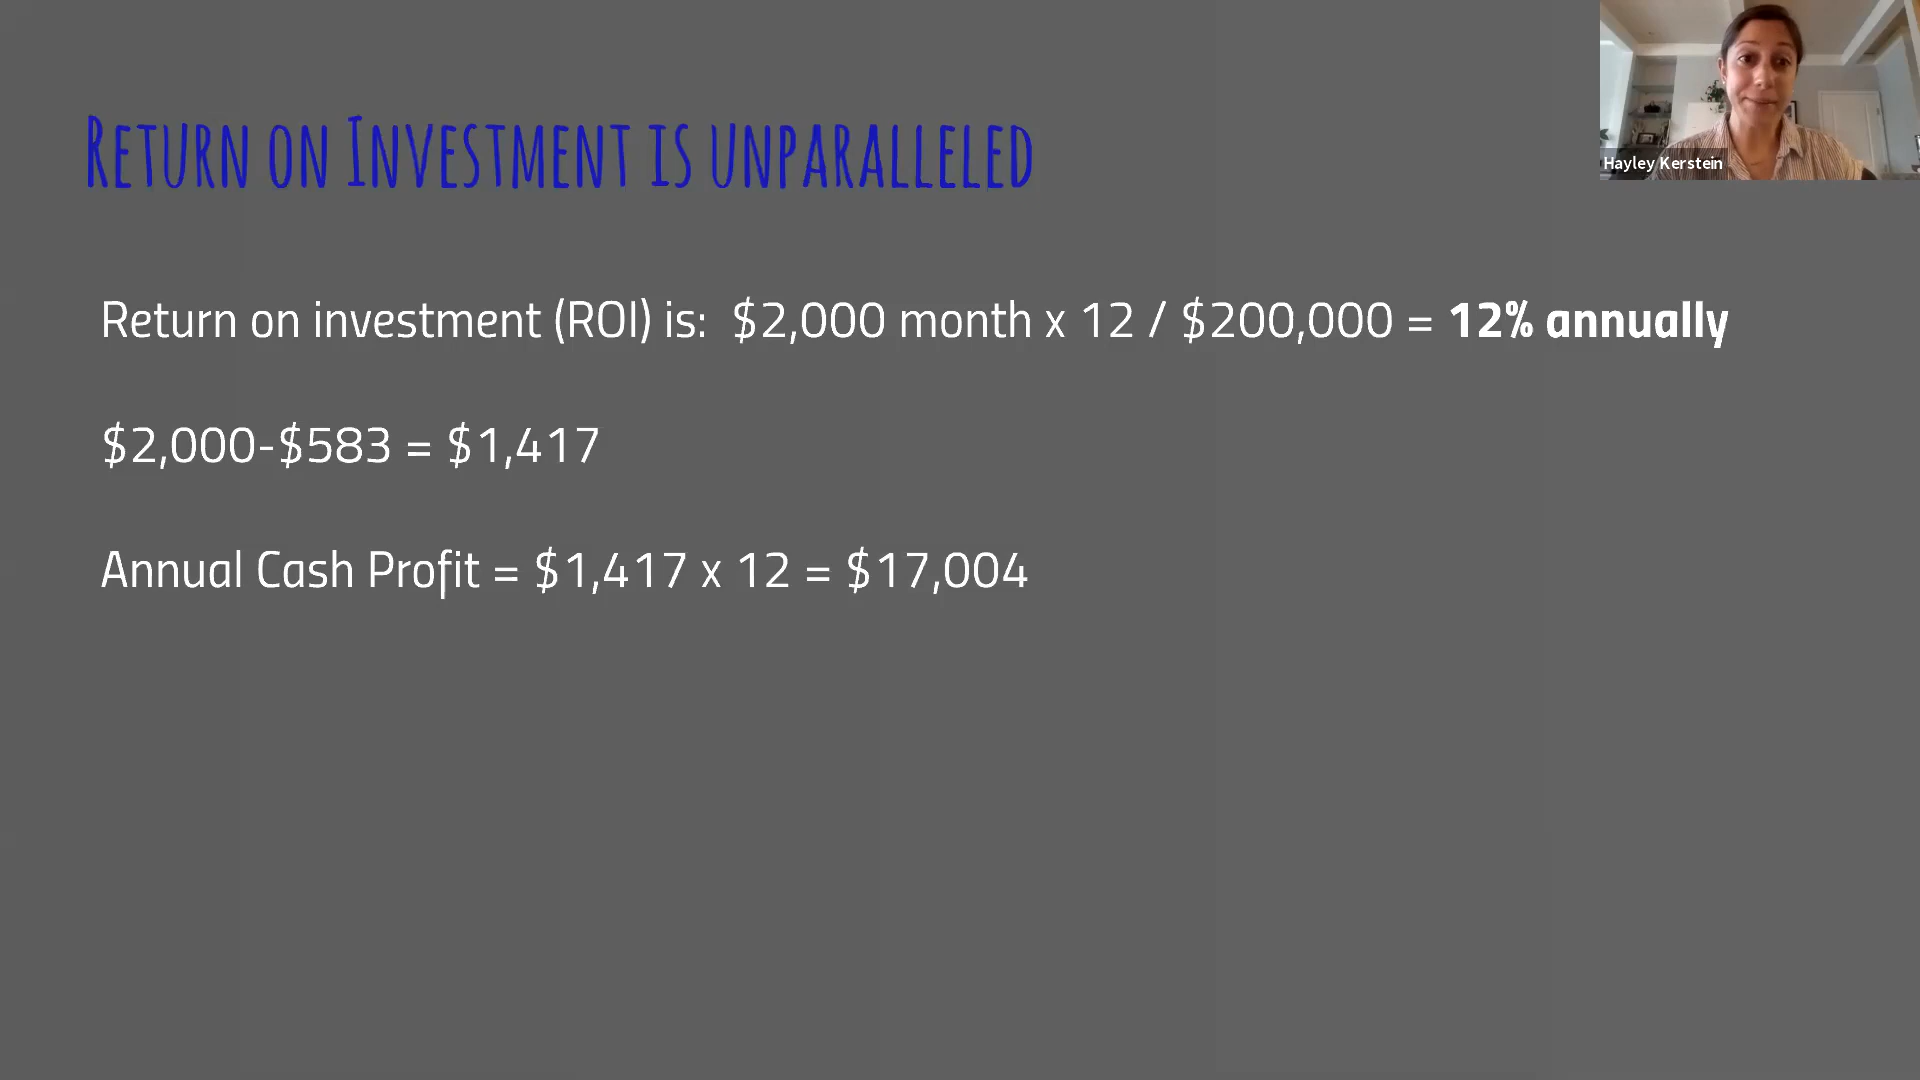 Return on Investment is unparalleled
Hayley Kerstein
Return on investment (ROI) is: $2,000 month x 12 / $200,000 = 12% annually
$2,000-$583 = $1,417
Annual Cash Profit = $1,417 x 12 = $17,004